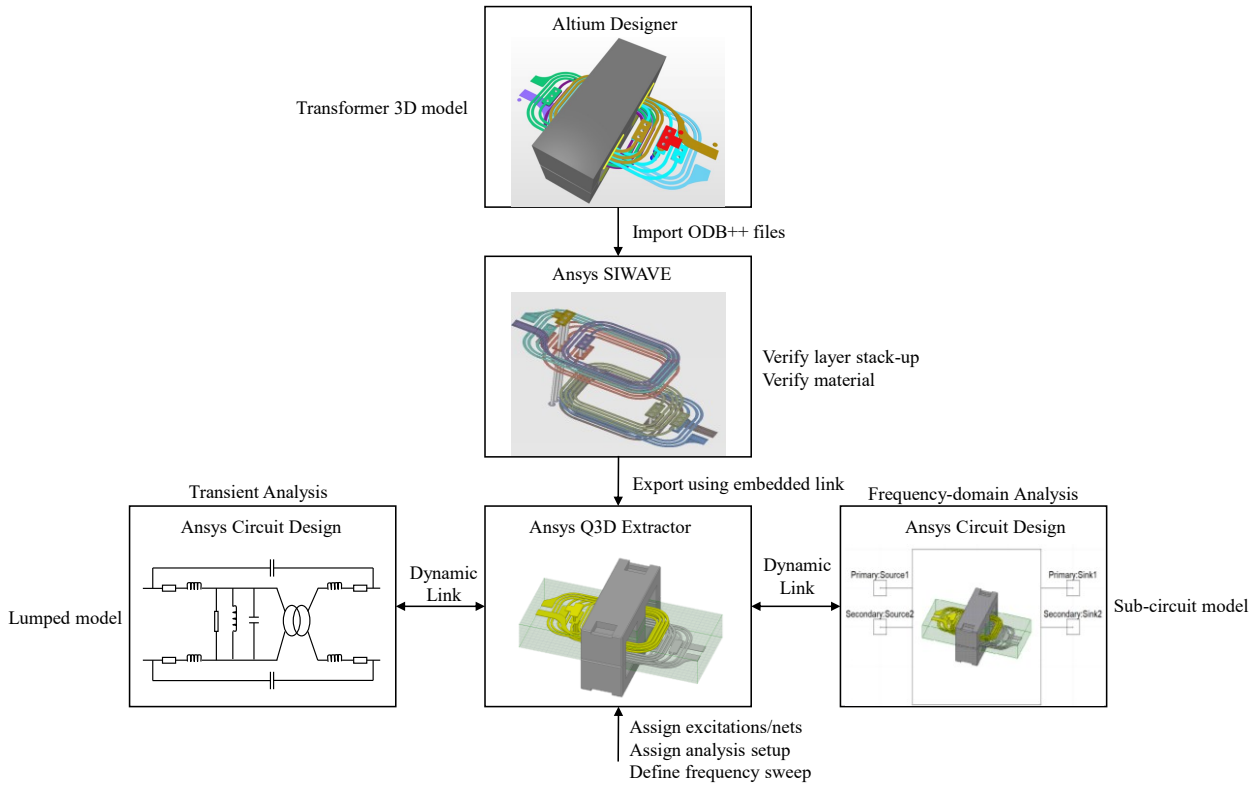 Altium Designer
Transformer 3D model
Import ODB++ files
Ansys SIWAVE
Verify layer stack-up
Verify material
Export using embedded link
Transient Analysis
Ansys Circuit Design
Lumped model
Dynamic
Link
Ansys Q3D Extractor
Dynamic
Link
Frequency-domain Analysis
Ansys Circuit Design
Primary:Source1
Primary:Sink1
Secondary:Source2
Secondary:Sink2
Sub-circuit model
Assign excitations/nets
Assign analysis setup
Define frequency sweep